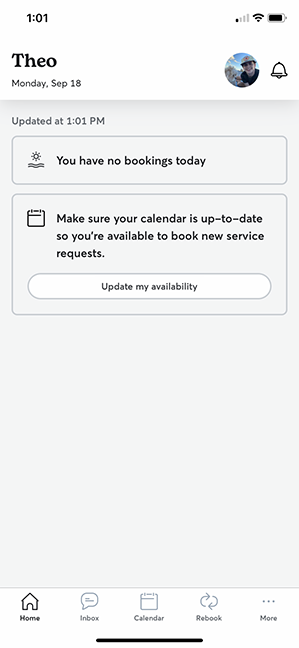 1:01
Theo
Monday, Sep 18
Updated at 1:01 PM
You have no bookings today
Make sure your calendar is up-to-date
so you're available to book new service
requests.
Update my availability
Home
Inbox
Calendar
Rebook
More